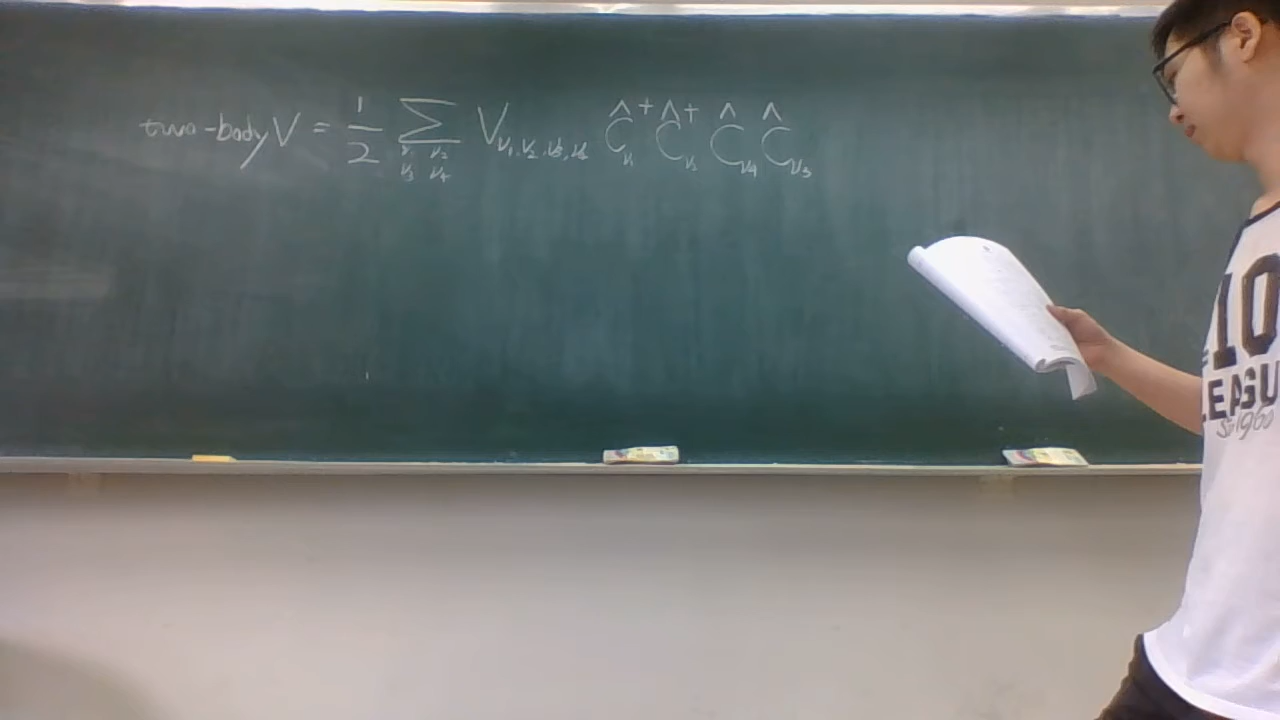 two-body V = 1/2 Σ_{ν₁ ν₂ ν₃ ν₄} V_{ν₁,ν₂,ν₃,ν₄} Ĉ⁺_{ν₁} Ĉ⁺_{ν₂} Ĉ_{ν₄} Ĉ_{ν₃}
10
LEAGU